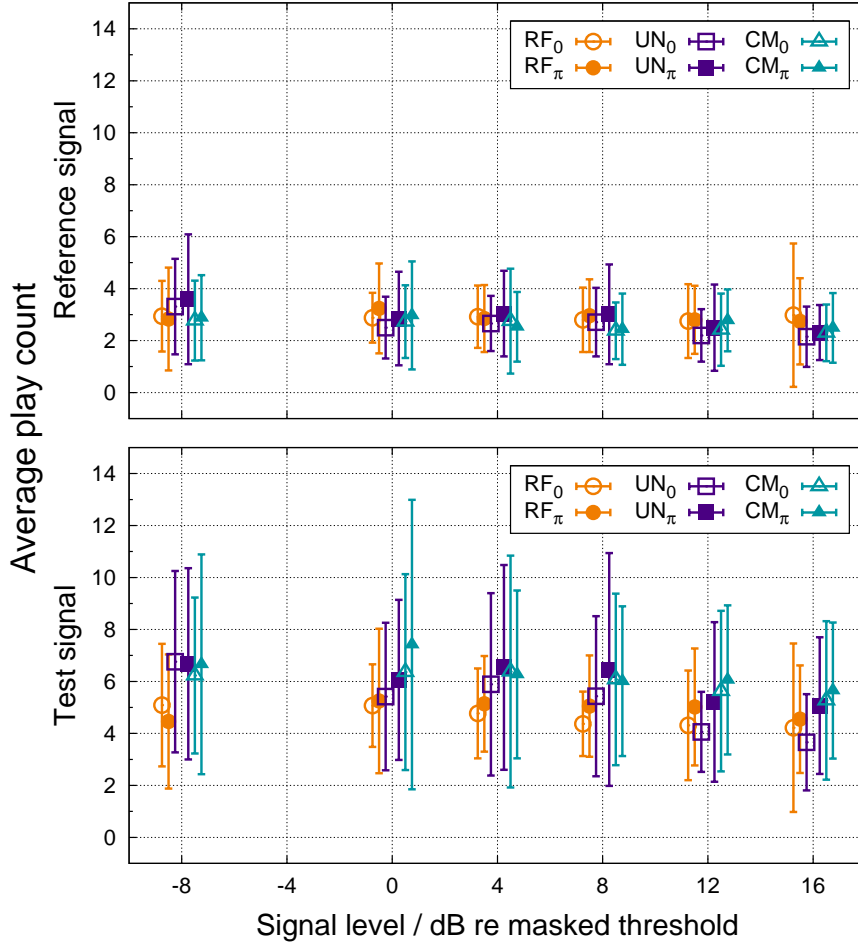 Average play count
Reference signal
14
12
10
8
6
4
2
0
RF0 UN0 CM0
RFπ UNπ CMπ
Test signal
14
12
10
8
6
4
2
0
RF0 UN0 CM0
RFπ UNπ CMπ
-8 -4 0 4 8 12 16
Signal level / dB re masked threshold